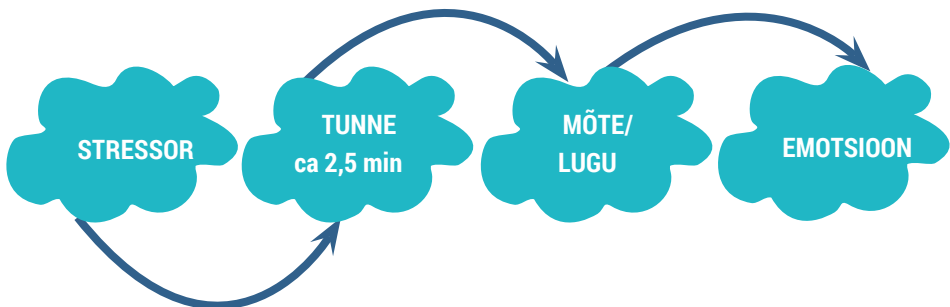 STRESSOR
TUNNE
ca 2,5 min
MÕTE/
LUGU
EMOTSIOON